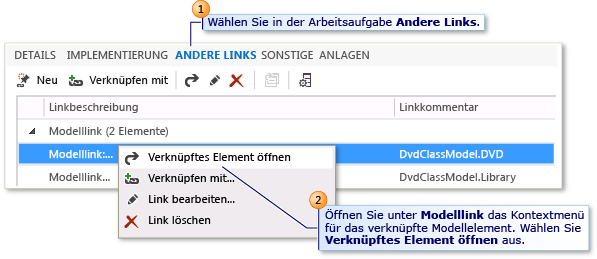 1
Wählen Sie in der Arbeitsaufgabe Andere Links.
DETAILS IMPLEMENTIERUNG ANDERE LINKS SONSTIGE ANLAGEN
Neu Verknüpfen mit
Linkbeschreibung Linkkommentar
Modelllink (2 Elemente)
Modelllink:... DvdClassModel.DVD
Modelllink... DvdClassModel.Library
Verknüpftes Element öffnen
Verknüpfen mit...
Link bearbeiten...
Link löschen
2
Öffnen Sie unter Modelllink das Kontextmenü
für das verknüpfte Modellelement. Wählen Sie
Verknüpftes Element öffnen aus.